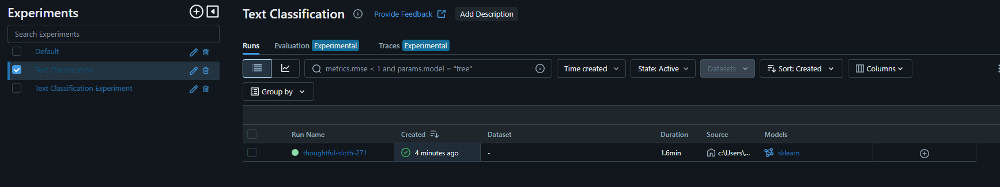 Experiments
Search Experiments
Default
Text Classification
Text Classification Experiment
Text Classification Provide Feedback Add Description
Runs Evaluation Experimental Traces Experimental
metrics.rmse < 1 and params.model = "tree" Time created State: Active Datasets Sort: Created Columns
Group by
Run Name Created Dataset Duration Source Models
thoughtful-sloth-271 4 minutes ago - 1.6min c:\Users\... sklearn